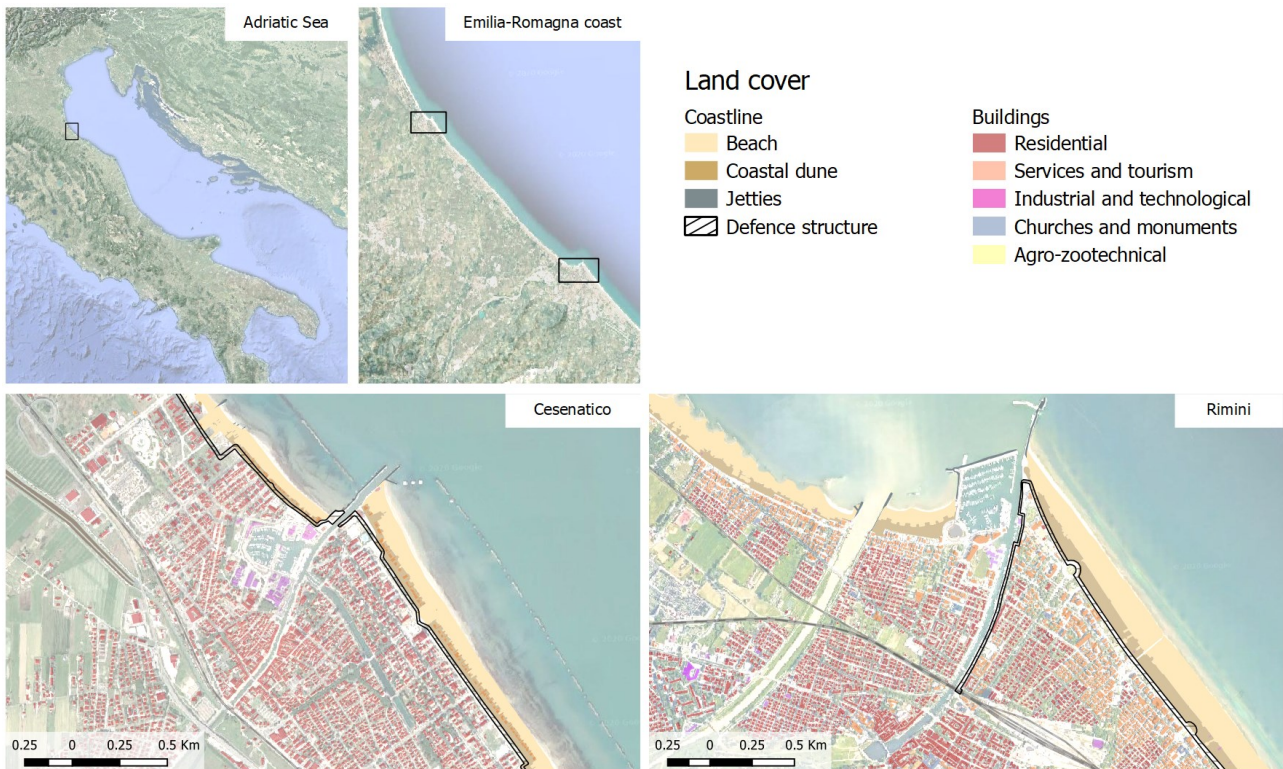 Adriatic Sea
Emilia-Romagna coast
Land cover
Coastline
Beach
Coastal dune
Jetties
Defence structure
Buildings
Residential
Services and tourism
Industrial and technological
Churches and monuments
Agro-zootechnical
Cesenatico
0.25 0 0.25 0.5 Km
Rimini
0.25 0 0.25 0.5 Km